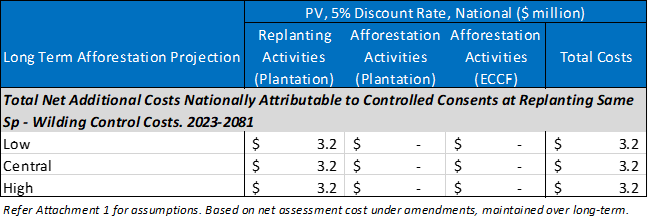 PV, 5% Discount Rate, National ($ million)
Long Term Afforestation Projection
Replanting Activities (Plantation)
Afforestation Activities (Plantation)
Afforestation Activities (ECCF)
Total Costs
Total Net Additional Costs Nationally Attributable to Controlled Consents at Replanting Same
Sp - Wilding Control Costs. 2023-2081
Low $ 3.2 $ - $ - $ 3.2
Central $ 3.2 $ - $ - $ 3.2
High $ 3.2 $ - $ - $ 3.2
Refer Attachment 1 for assumptions. Based on net assessment cost under amendments, maintained over long-term.